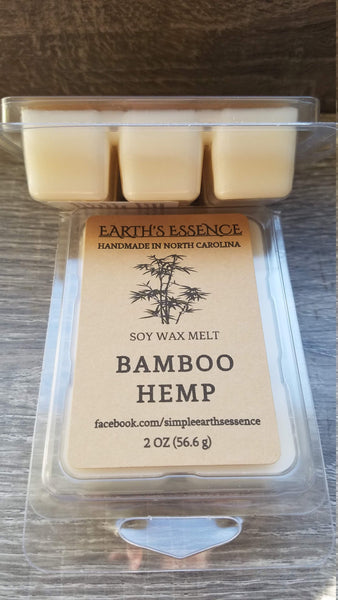 EARTH'S ESSENCE
HANDMADE IN NORTH CAROLINA
SOY WAX MELT
BAMBOO
HEMP
facebook.com/simpleearthsessence
2 OZ (56.6 g)